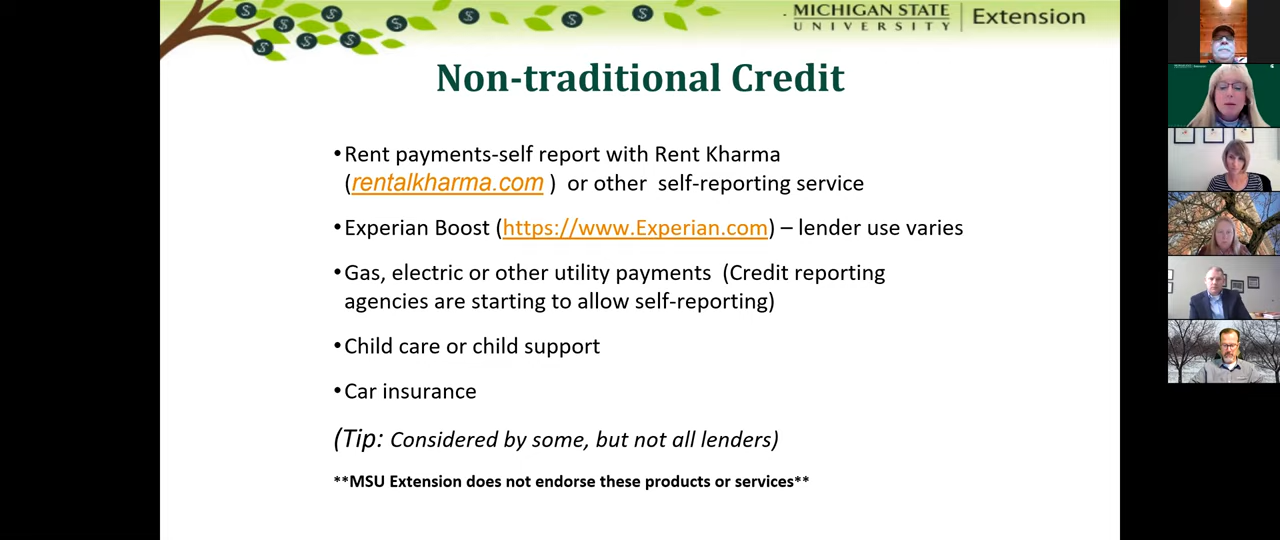 MICHIGAN STATE
UNIVERSITY
Extension
Non-traditional Credit
•Rent payments-self report with Rent Kharma
(rentalkharma.com ) or other self-reporting service
•Experian Boost (https://www.Experian.com) – lender use varies
•Gas, electric or other utility payments (Credit reporting
agencies are starting to allow self-reporting)
•Child care or child support
•Car insurance
(Tip: Considered by some, but not all lenders)
**MSU Extension does not endorse these products or services**